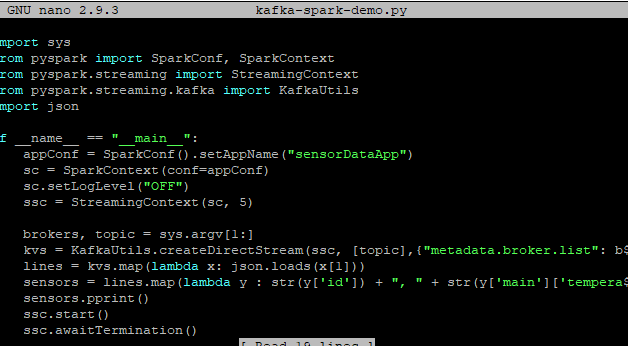 GNU nano 2.9.3 kafka-spark-demo.py
mport sys
rom pyspark import SparkConf, SparkContext
rom pyspark.streaming import StreamingContext
rom pyspark.streaming.kafka import KafkaUtils
mport json
f __name__ == "__main__":
appConf = SparkConf().setAppName("sensorDataApp")
sc = SparkContext(conf=appConf)
sc.setLogLevel("OFF")
ssc = StreamingContext(sc, 5)
brokers, topic = sys.argv[1:]
kvs = KafkaUtils.createDirectStream(ssc, [topic],{"metadata.broker.list": b$
lines = kvs.map(lambda x: json.loads(x[1]))
sensors = lines.map(lambda y : str(y['id']) + ", " + str(y['main']['tempera$
sensors.pprint()
ssc.start()
ssc.awaitTermination()
[ Read 19 lines ]